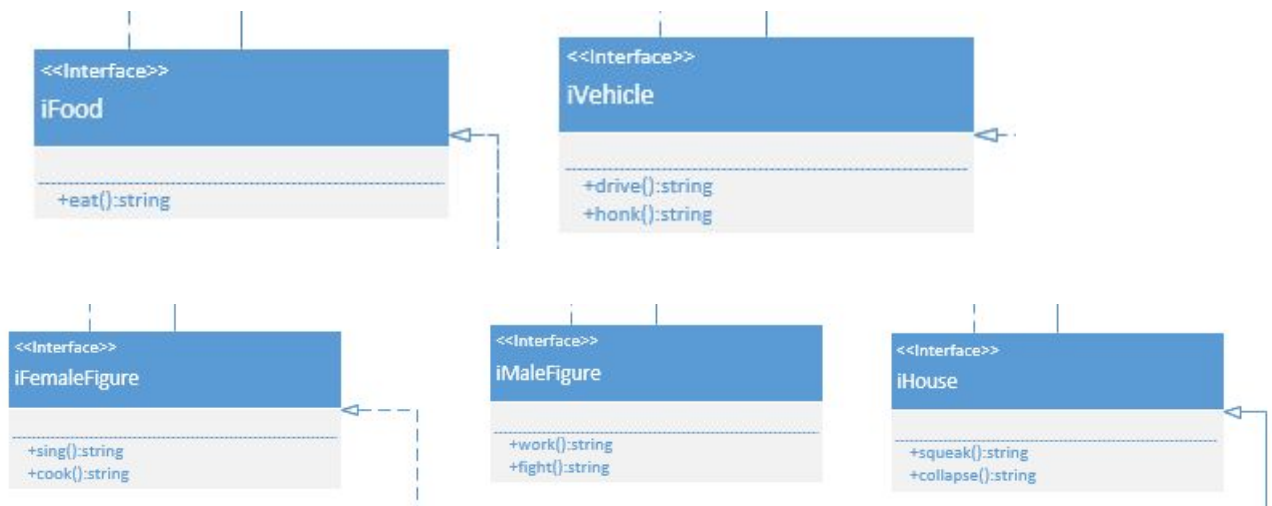 <<Interface>>
iFood
+eat():string
<<Interface>>
iVehicle
+drive():string
+honk():string
<<Interface>>
iFemaleFigure
+sing():string
+cook():string
<<Interface>>
iMaleFigure
+work():string
+fight():string
<<Interface>>
iHouse
+squeak():string
+collapse():string